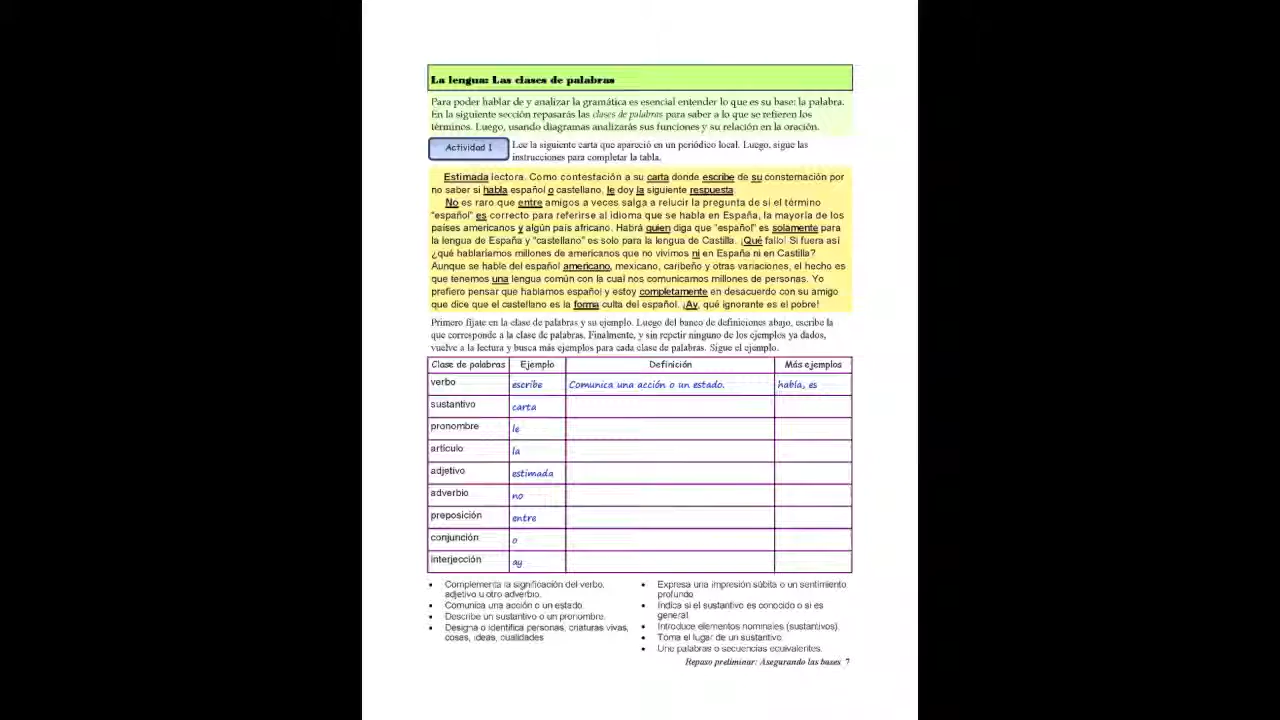 La lengua: Las clases de palabras
Para poder hablar de y analizar la gramática es esencial entender lo que es su base: la palabra.
En la siguiente sección repasarás las clases de palabras para saber a lo que se refieren los
términos. Luego, usando diagramas analizarás sus funciones y su relación en la oración.
Actividad 1
Lee la siguiente carta que apareció en un periódico local. Luego, sigue las
instrucciones para completar la tabla.
Estimada lectora. Como contestación a su carta donde escribe de su consternación por
no saber si habla español o castellano, le doy la siguiente respuesta
No es raro que entre amigos a veces salga a relucir la pregunta de si el término
"español" es correcto para referirse al idioma que se habla en España, la mayoría de los
países americanos y algún país africano. Habrá quien diga que "español" es solamente para
la lengua de España y "castellano" es solo para la lengua de Castilla. ¡Qué fallo! Si fuera así
¿qué hablaríamos millones de americanos que no vivimos ni en España ni en Castilla?
Aunque se hable del español americano, mexicano, caribeño y otras variaciones, el hecho es
que tenemos una lengua común con la cual nos comunicamos millones de personas. Yo
prefiero pensar que hablamos español y estoy completamente en desacuerdo con su amigo
que dice que el castellano es la forma culta del español. ¡Ay, qué ignorante es el pobre!
Primero fíjate en la clase de palabras y su ejemplo. Luego del banco de definiciones abajo, escribe la
que corresponde a la clase de palabras. Finalmente, y sin repetir ninguno de los ejemplos ya dados,
vuelve a la lectura y busca más ejemplos para cada clase de palabras. Sigue el ejemplo.
Clase de palabras Ejemplo Definición Más ejemplos
verbo escribe Comunica una acción o un estado. habla, es
sustantivo carta
pronombre le
artículo la
adjetivo estimada
adverbio no
preposición entre
conjunción o
interjección ay
• Complementa la significación del verbo,
adjetivo u otro adverbio.
• Comunica una acción o un estado.
• Describe un sustantivo o un pronombre.
• Designa o identifica personas, criaturas vivas,
cosas, ideas, cualidades
• Expresa una impresión súbita o un sentimiento
profundo
• Indica si el sustantivo es conocido o si es
general
• Introduce elementos nominales (sustantivos).
• Toma el lugar de un sustantivo
• Une palabras o secuencias equivalentes.
Repaso preliminar: Asegurando las bases 7